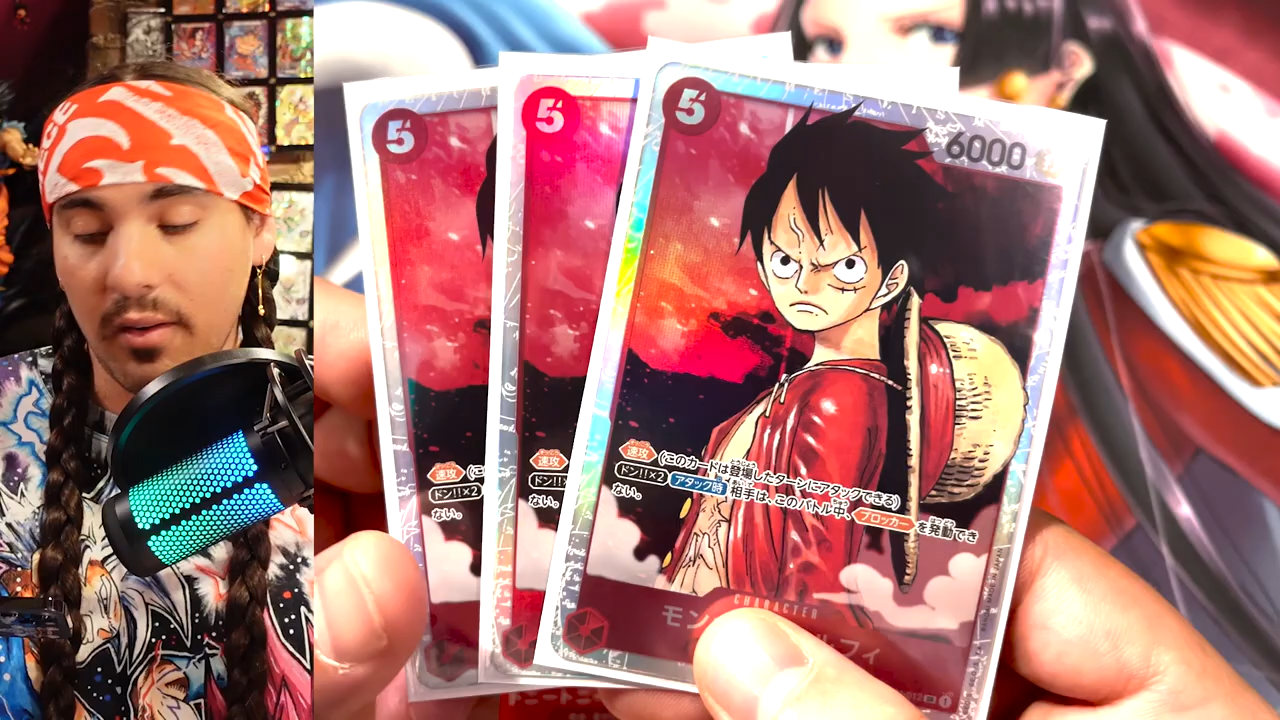 5
5
5
6000
速攻
速攻
速攻 (このカードは登場したターンにアタックできる)
ドン!!×2
ドン!!×2
ドン!!×2 アタック時 相手は、このバトル中、ブロッカー を発動でき
ない。
ない。
ない。
CHARACTER
モン
フィ